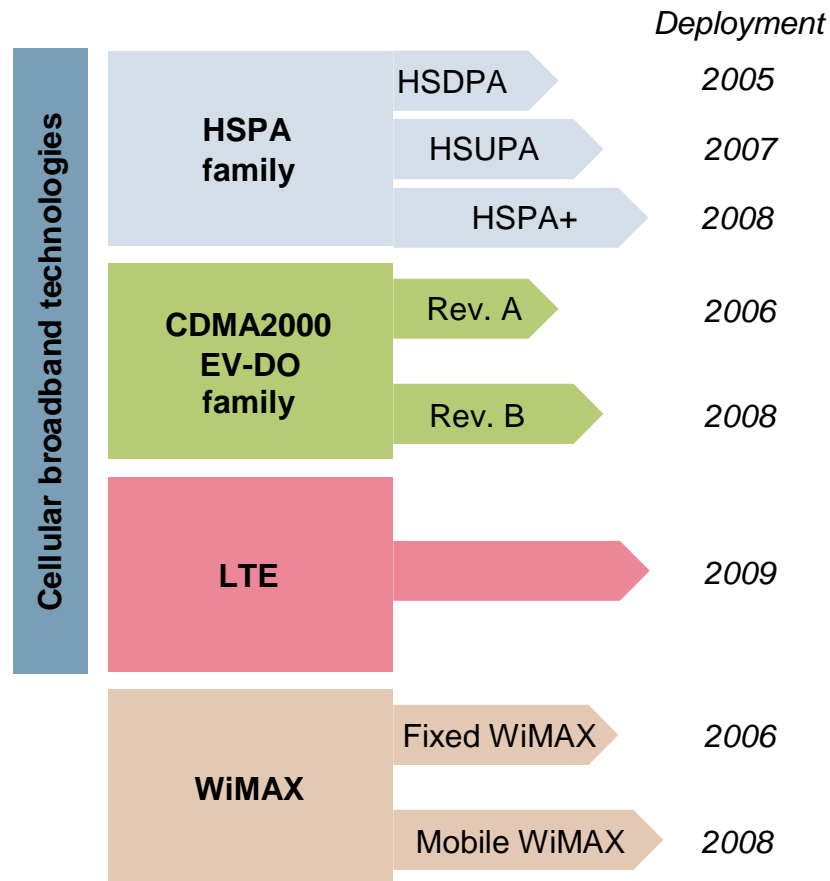 Deployment
Cellular broadband technologies
HSPA
family
HSDPA
2005
HSUPA
2007
HSPA+
2008
CDMA2000
EV-DO
family
Rev. A
2006
Rev. B
2008
LTE
2009
WiMAX
Fixed WiMAX
2006
Mobile WiMAX
2008